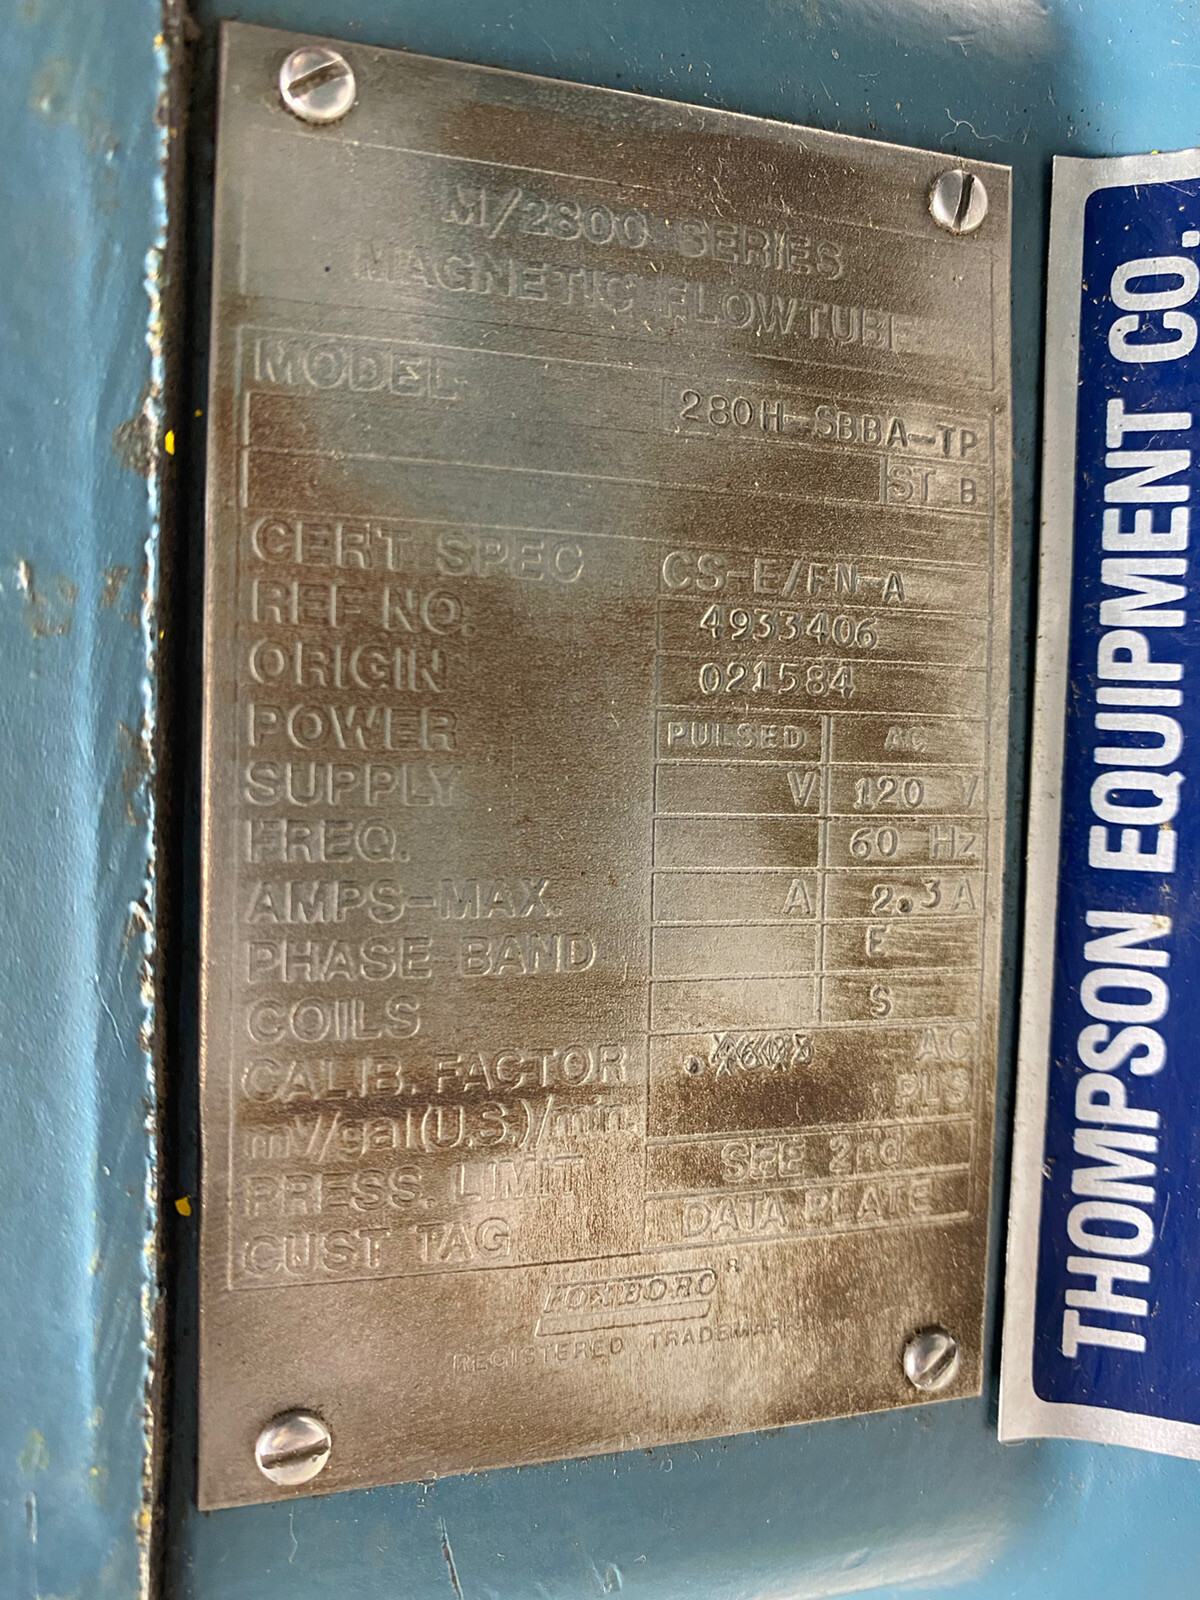 M/2800 SERIES
MAGNETIC FLOWTUBE
MODEL 280H-SBBA-TP
ST B
CERT SPEC CS-E/FN-A
REF NO 4933406
ORIGIN 021584
POWER PULSED AC
SUPPLY V 120 V
FREQ. 60 Hz
AMPS-MAX. A 2.3 A
PHASE BAND E
COILS S
CALIB. FACTOR AC
mV/gal(U.S.)/min. PLS
PRESS. LIMIT SEE 2nd
CUST TAG DATA PLATE
FOXBORO®
REGISTERED TRADEMARK
THOMPSON EQUIPMENT CO.